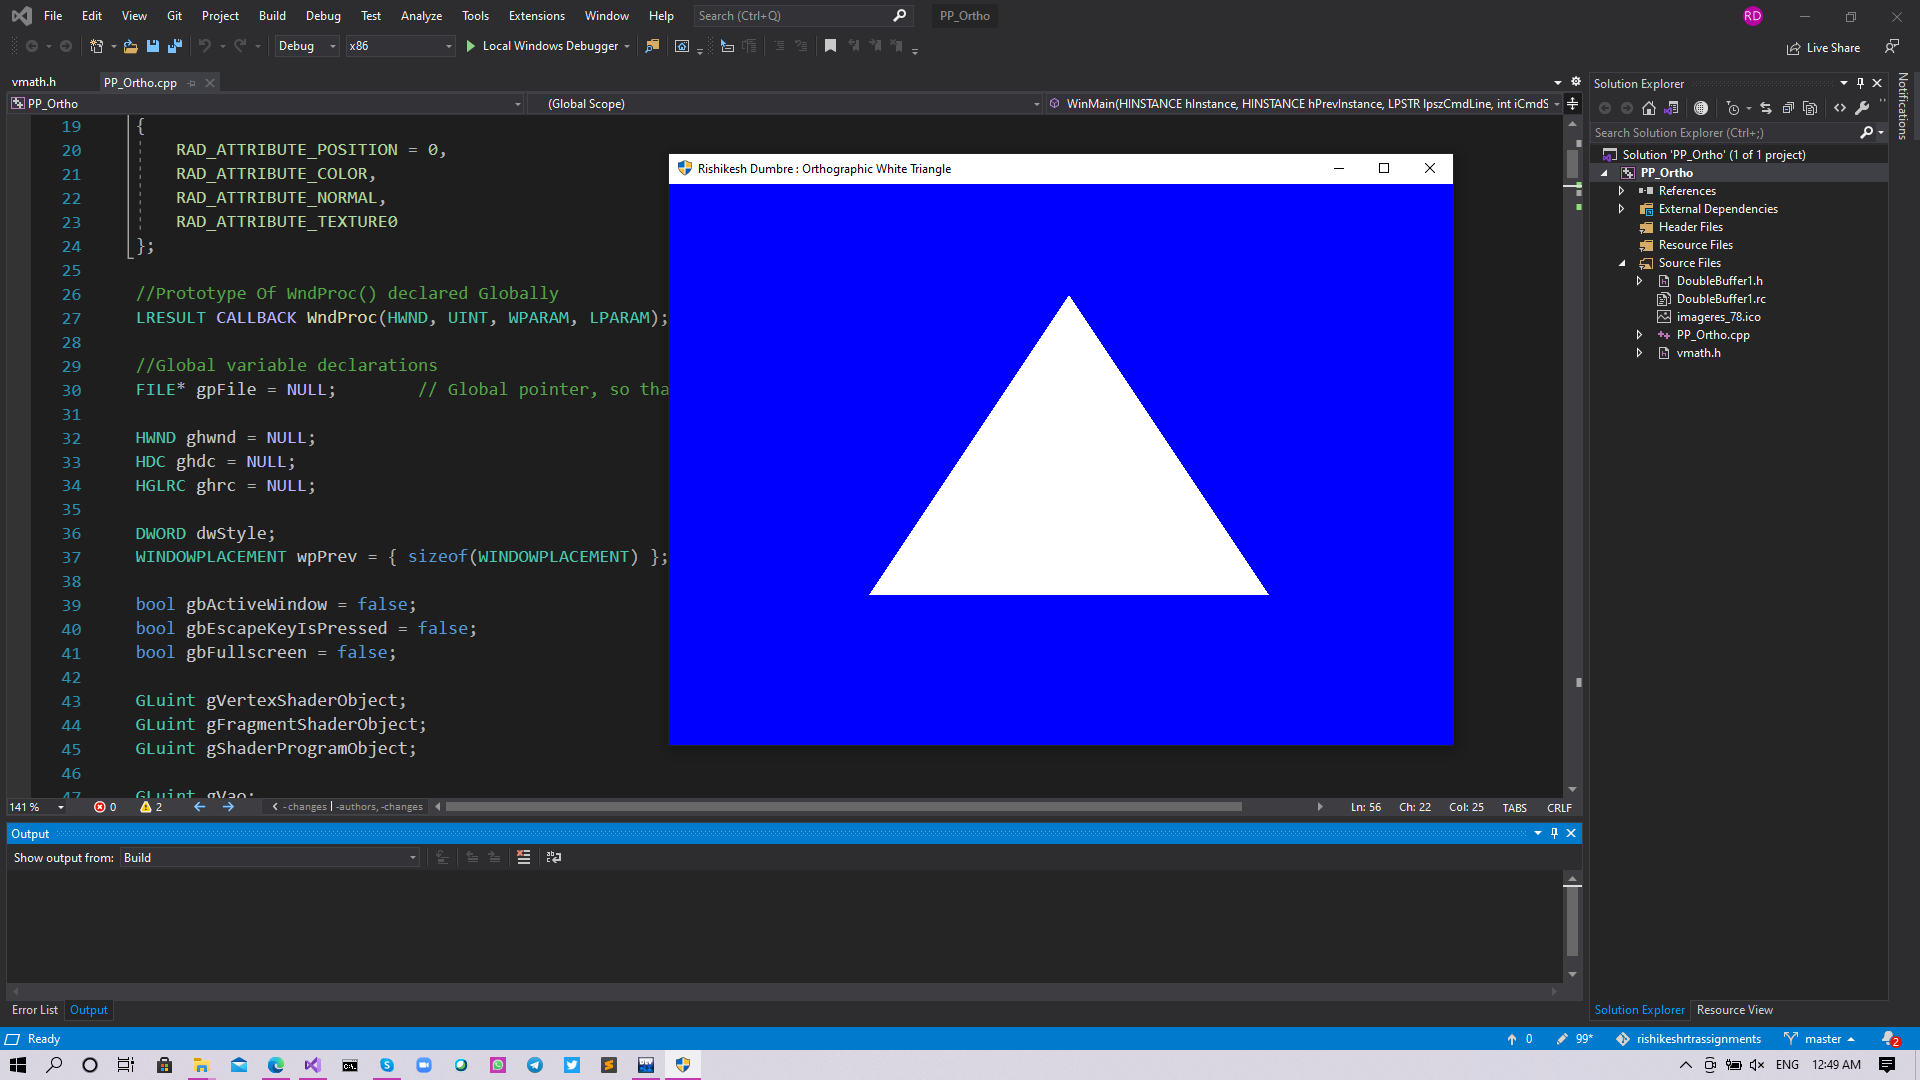 File Edit View Git Project Build Debug Test Analyze Tools Extensions Window Help Search (Ctrl+Q) PP_Ortho RD
Debug x86 Local Windows Debugger Live Share
vmath.h PP_Ortho.cpp
PP_Ortho (Global Scope) WinMain(HINSTANCE hInstance, HINSTANCE hPrevInstance, LPSTR lpszCmdLine, int iCmdS
19 {
20 RAD_ATTRIBUTE_POSITION = 0,
21 RAD_ATTRIBUTE_COLOR,
22 RAD_ATTRIBUTE_NORMAL,
23 RAD_ATTRIBUTE_TEXTURE0
24 };
25
26 //Prototype Of WndProc() declared Globally
27 LRESULT CALLBACK WndProc(HWND, UINT, WPARAM, LPARAM);
28
29 //Global variable declarations
30 FILE* gpFile = NULL; // Global pointer, so tha
31
32 HWND ghwnd = NULL;
33 HDC ghdc = NULL;
34 HGLRC ghrc = NULL;
35
36 DWORD dwStyle;
37 WINDOWPLACEMENT wpPrev = { sizeof(WINDOWPLACEMENT) };
38
39 bool gbActiveWindow = false;
40 bool gbEscapeKeyIsPressed = false;
41 bool gbFullscreen = false;
42
43 GLuint gVertexShaderObject;
44 GLuint gFragmentShaderObject;
45 GLuint gShaderProgramObject;
46
47 GLuint gVao;
Rishikesh Dumbre : Orthographic White Triangle
141 % 0 2 - changes | -authors, -changes Ln: 56 Ch: 22 Col: 25 TABS CRLF
Output
Show output from: Build
Error List Output
Solution Explorer
Search Solution Explorer (Ctrl+;)
Solution 'PP_Ortho' (1 of 1 project)
PP_Ortho
References
External Dependencies
Header Files
Resource Files
Source Files
DoubleBuffer1.h
DoubleBuffer1.rc
imageres_78.ico
PP_Ortho.cpp
vmath.h
Solution Explorer Resource View
Notifications
Ready 0 99* rishikeshrtrassignments master 2
ENG 12:49 AM